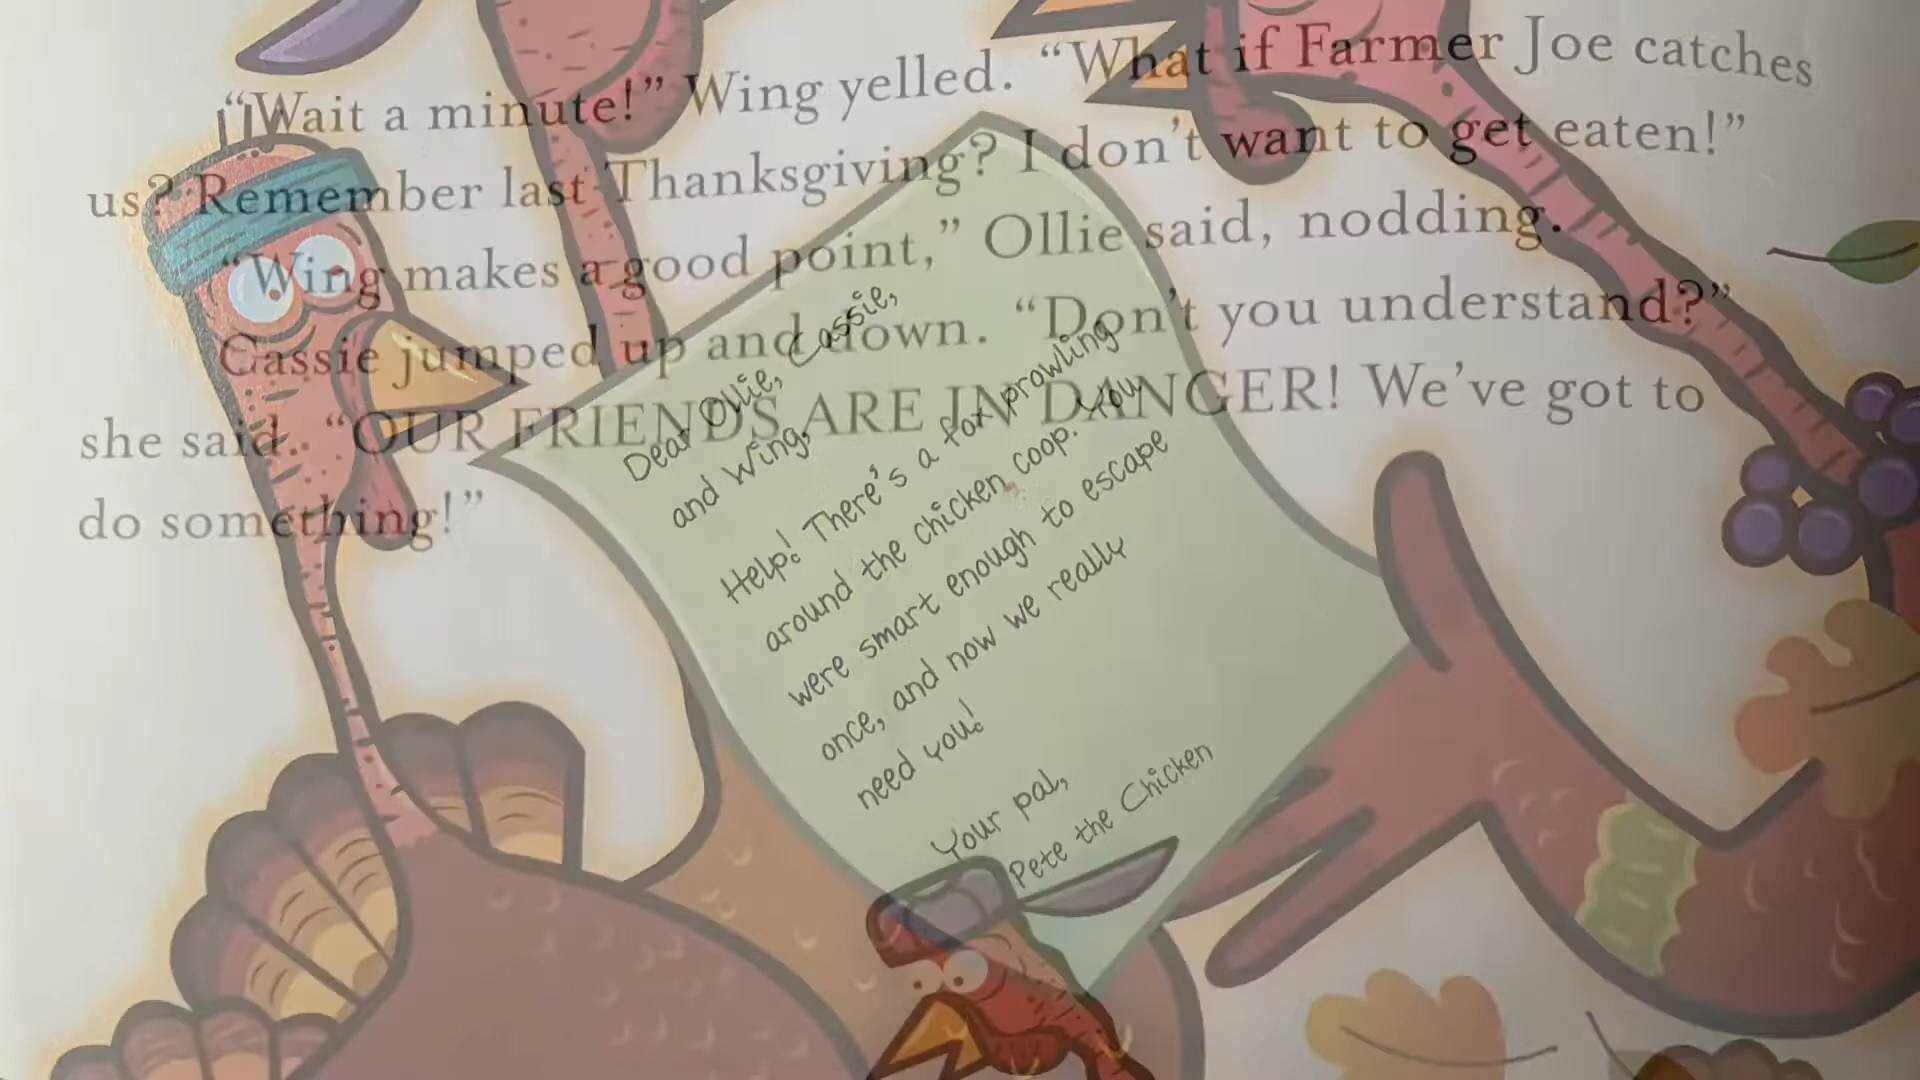 “Wait a minute!” Wing yelled. “What if Farmer Joe catches
us? Remember last Thanksgiving? I don't want to get eaten!”
“Wing makes a good point,” Ollie said, nodding.
Cassie jumped up and down. “Don't you understand?”
she said. “OUR FRIENDS ARE IN DANGER! We've got to
do something!”
Dear Ollie, Cassie,
and Wing,
Help! There's a fox prowling
around the chicken coop. You
were smart enough to escape
once, and now we really
need you!
Your pal,
Pete the Chicken